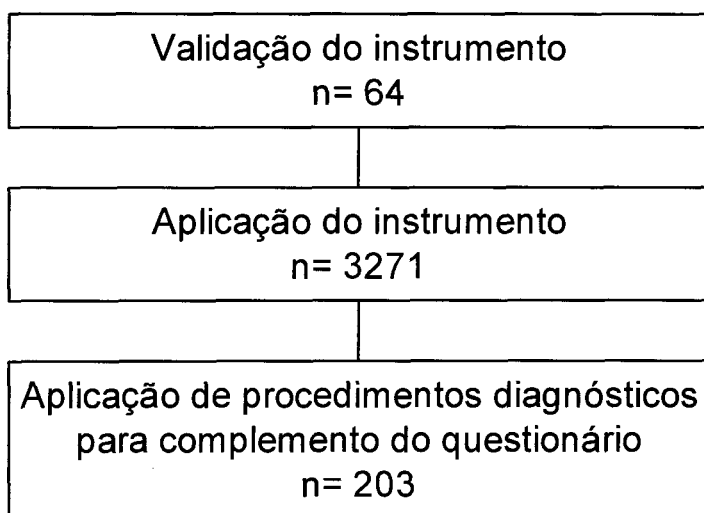 Validação do instrumento
n= 64
Aplicação do instrumento
n= 3271
Aplicação de procedimentos diagnósticos
para complemento do questionário
n= 203